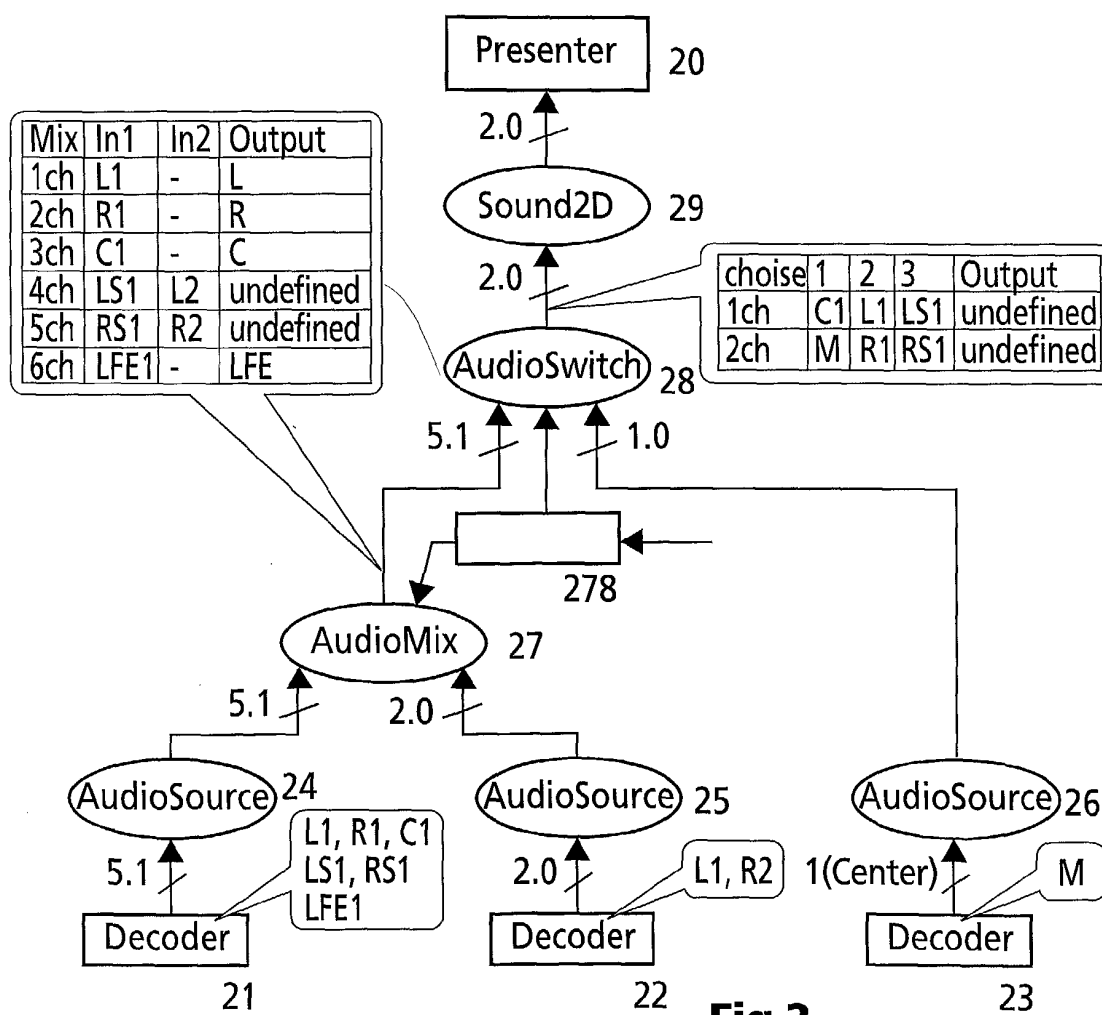 Presenter
20
2.0
Mix In1 In2 Output
1ch L1 - L
2ch R1 - R
3ch C1 - C
4ch LS1 L2 undefined
5ch RS1 R2 undefined
6ch LFE1 - LFE
Sound2D
29
2.0
choise 1 2 3 Output
1ch C1 L1 LS1 undefined
2ch M R1 RS1 undefined
AudioSwitch
28
5.1
1.0
278
AudioMix
27
5.1
2.0
AudioSource
24
AudioSource
25
AudioSource
26
5.1
L1, R1, C1
LS1, RS1
LFE1
2.0
L1, R2
1(Center)
M
Decoder
Decoder
Decoder
21
22
23